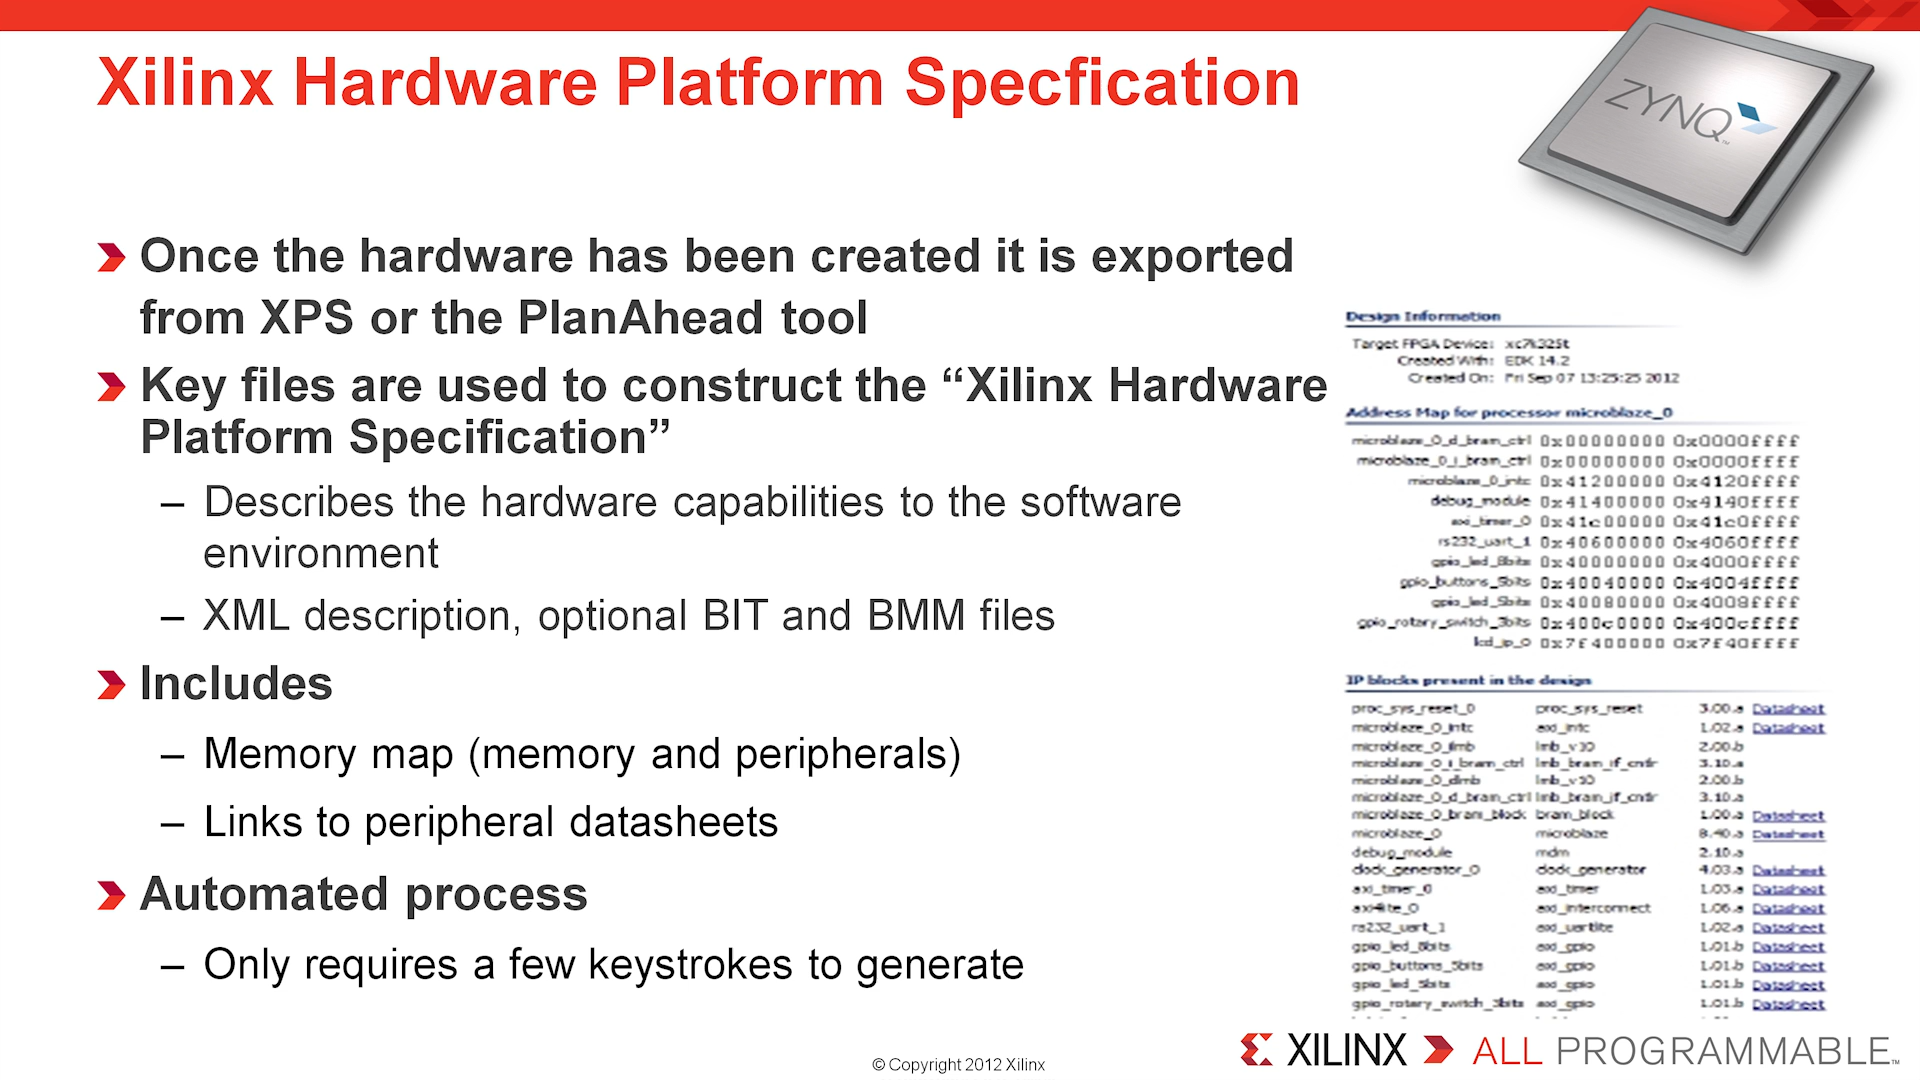 Xilinx Hardware Platform Specfication
ZYNQ
Once the hardware has been created it is exported
from XPS or the PlanAhead tool
Key files are used to construct the “Xilinx Hardware
Platform Specification”
– Describes the hardware capabilities to the software
environment
– XML description, optional BIT and BMM files
Includes
– Memory map (memory and peripherals)
– Links to peripheral datasheets
Automated process
– Only requires a few keystrokes to generate
Design Information
Target FPGA Device: xc7k325t
Created With: EDK 14.2
Created On: Fri Sep 07 13:25:25 2012
Address Map for processor microblaze_0
microblaze_0_d_bram_ctrl 0x00000000 0x0000ffff
microblaze_0_i_bram_ctrl 0x00000000 0x0000ffff
microblaze_0_intc 0x41200000 0x4120ffff
debug_module 0x41400000 0x4140ffff
axi_timer_0 0x41c00000 0x41c0ffff
rs232_uart_1 0x40600000 0x4060ffff
gpio_led_8bits 0x40000000 0x4000ffff
gpio_buttons_5bits 0x40040000 0x4004ffff
gpio_led_5bits 0x40080000 0x4008ffff
gpio_rotary_switch_3bits 0x400c0000 0x400cffff
lcd_ip_0 0x7f400000 0x7f40ffff
IP blocks present in the design
proc_sys_reset_0 proc_sys_reset 3.00.a Datasheet
microblaze_0_intc axi_intc 1.02.a Datasheet
microblaze_0_ilmb lmb_v10 2.00.b
microblaze_0_i_bram_ctrl lmb_bram_if_cntlr 3.10.a
microblaze_0_dlmb lmb_v10 2.00.b
microblaze_0_d_bram_ctrl lmb_bram_if_cntlr 3.10.a
microblaze_0_bram_block bram_block 1.00.a Datasheet
microblaze_0 microblaze 8.40.a Datasheet
debug_module mdm 2.10.a
clock_generator_0 clock_generator 4.03.a Datasheet
axi_timer_0 axi_timer 1.03.a Datasheet
axi4lite_0 axi_interconnect 1.06.a Datasheet
rs232_uart_1 axi_uartlite 1.02.a Datasheet
gpio_led_8bits axi_gpio 1.01.b Datasheet
gpio_buttons_5bits axi_gpio 1.01.b Datasheet
gpio_led_5bits axi_gpio 1.01.b Datasheet
gpio_rotary_switch_3bits axi_gpio 1.01.b Datasheet
© Copyright 2012 Xilinx
XILINX ALL PROGRAMMABLE™